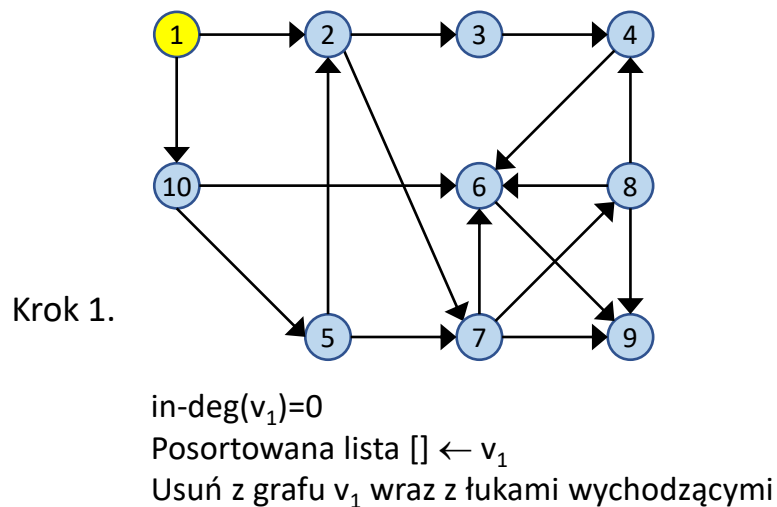 1 2 3 4
10 6 8
Krok 1.
5 7 9
in-deg(v₁)=0
Posortowana lista [] ← v₁
Usuń z grafu v₁ wraz z łukami wychodzącymi